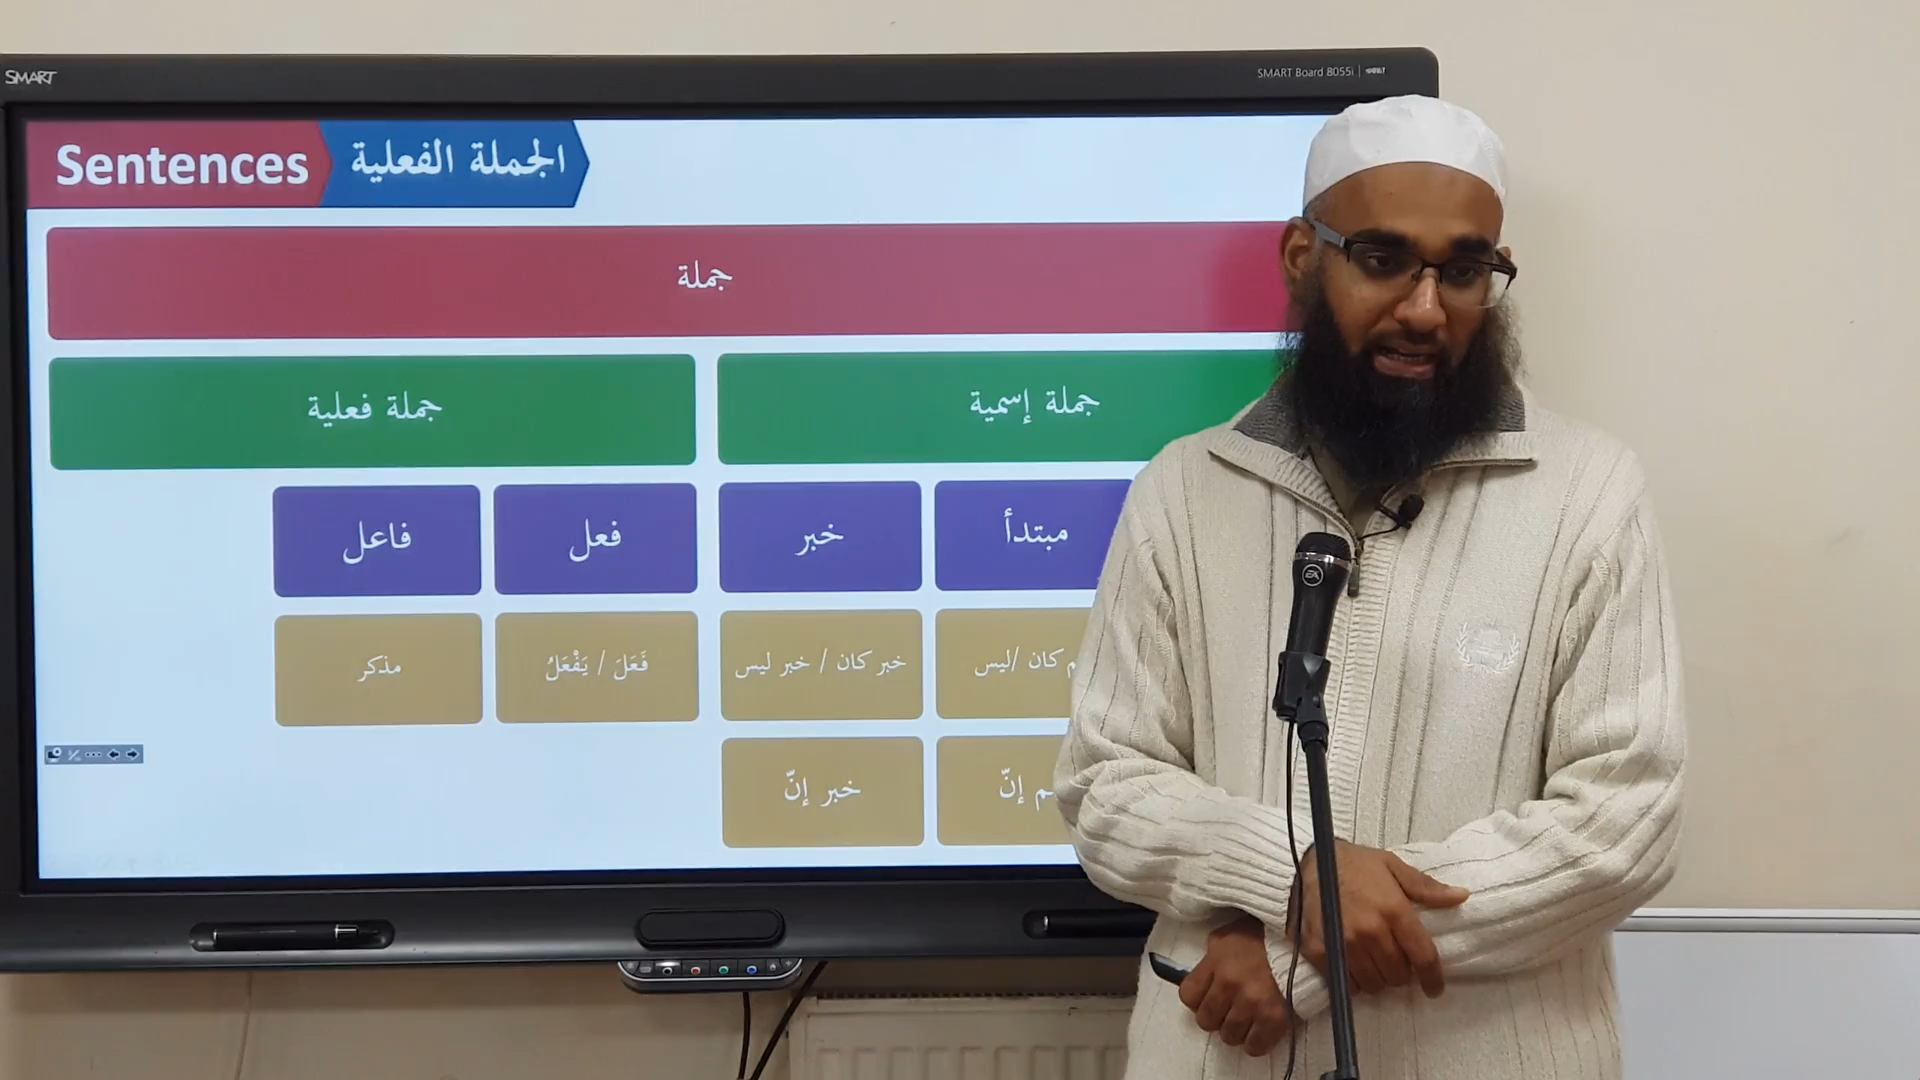 SMART
SMART Board 8055i
Sentences
الجملة الفعلية
جملة
جملة إسمية
جملة فعلية
مبتدأ
خبر
فعل
فاعل
كان /ليس
خبر كان / خبر ليس
فَعَلَ / يَفْعَلُ
مذكر
إنّ
خبر إنّ
EA